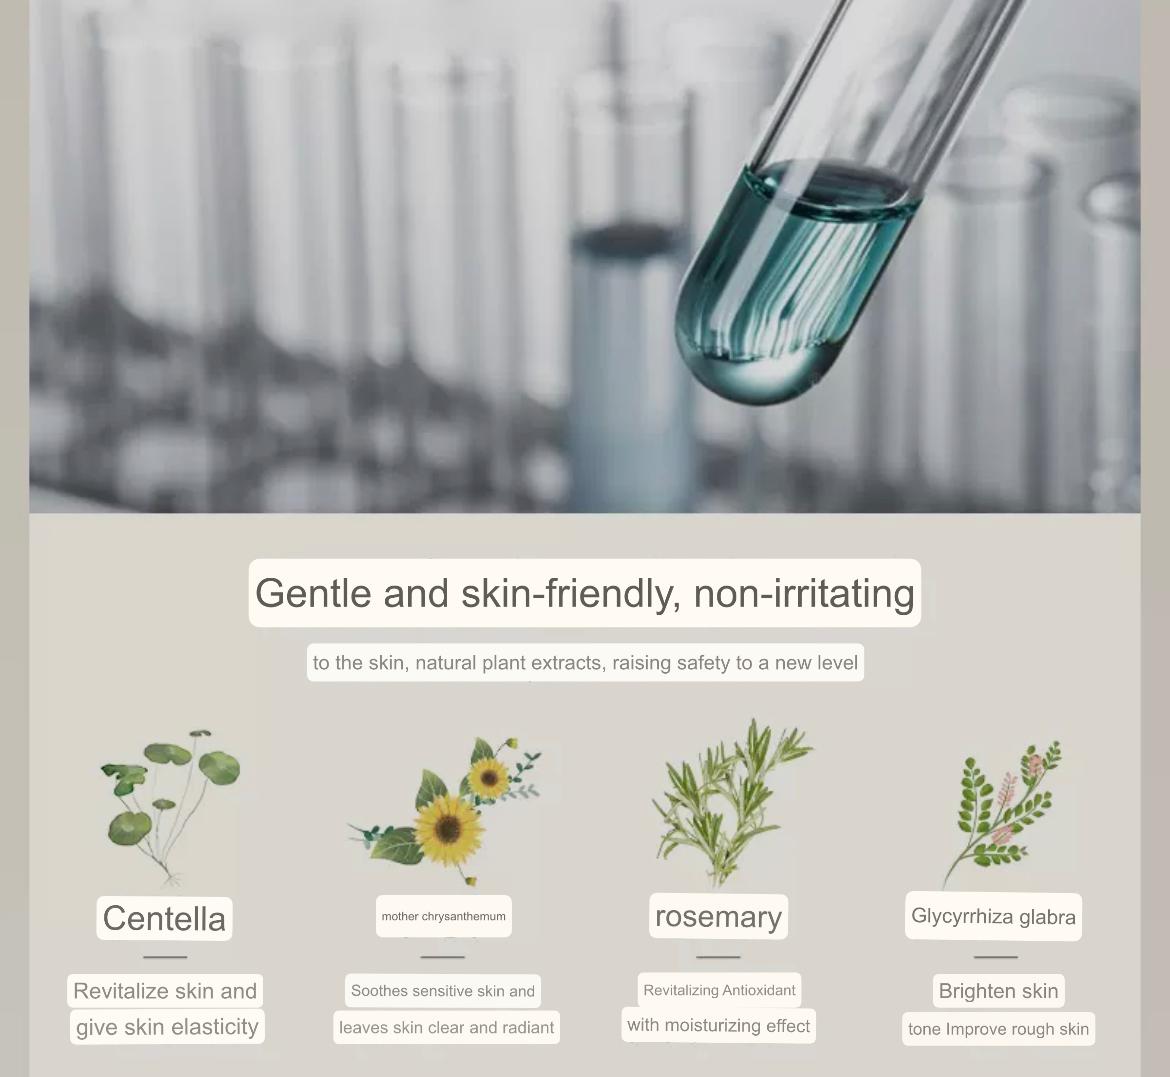 Gentle and skin-friendly, non-irritating
to the skin, natural plant extracts, raising safety to a new level
Centella
Revitalize skin and
give skin elasticity
mother chrysanthemum
Soothes sensitive skin and
leaves skin clear and radiant
rosemary
Revitalizing Antioxidant
with moisturizing effect
Glycyrrhiza glabra
Brighten skin
tone Improve rough skin